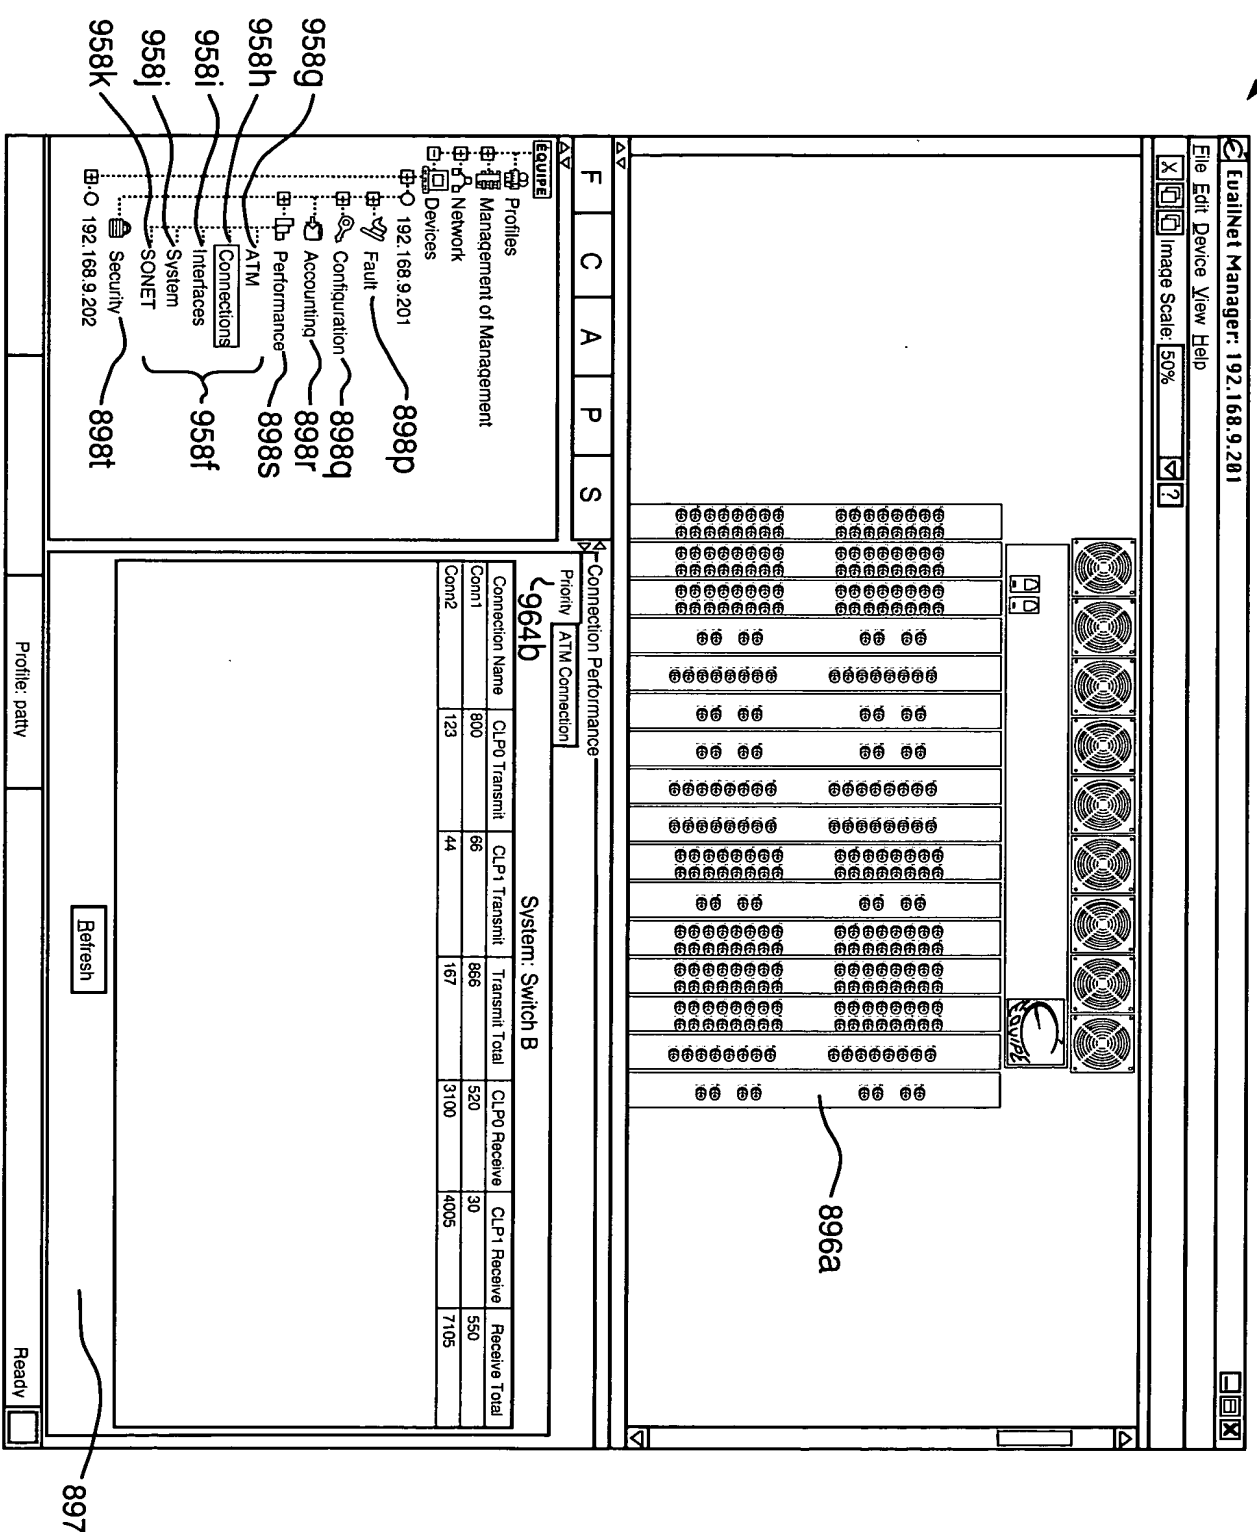 EvailNet Manager: 192.168.9.201
File Edit Device View Help
X Image Scale: 50% ?
EQUIPE
896a
F C A P S
EQUIPE
Profiles
Management of Management
Network
Devices
192.168.9.201
Fault
Configuration
Accounting
Performance
ATM
Connections
Interfaces
System
SONET
Security
192.168.9.202
898p
898q
898r
898s
958f
898t
958g
958h
958i
958j
958k
Connection Performance
Priority ATM Connection
964b
System: Switch B
Connection Name CLP0 Transmit CLP1 Transmit Transmit Total CLP0 Receive CLP1 Receive Receive Total
Conn1 800 66 866 520 30 550
Conn2 123 44 167 3100 4005 7105
Refresh
897
Profile: patty
Ready